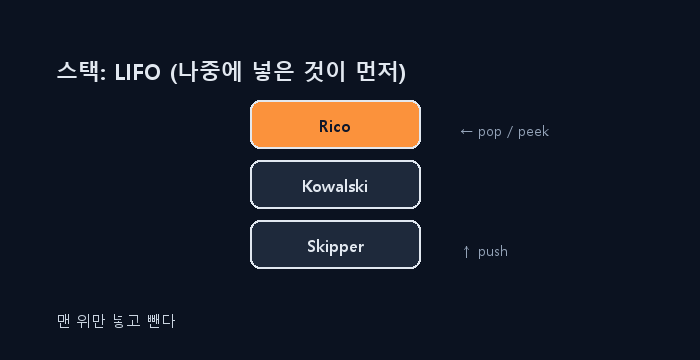 스택: LIFO (나중에 넣은 것이 먼저)
Rico
← pop / peek
Kowalski
Skipper
↑ push
맨 위만 놓고 뺀다